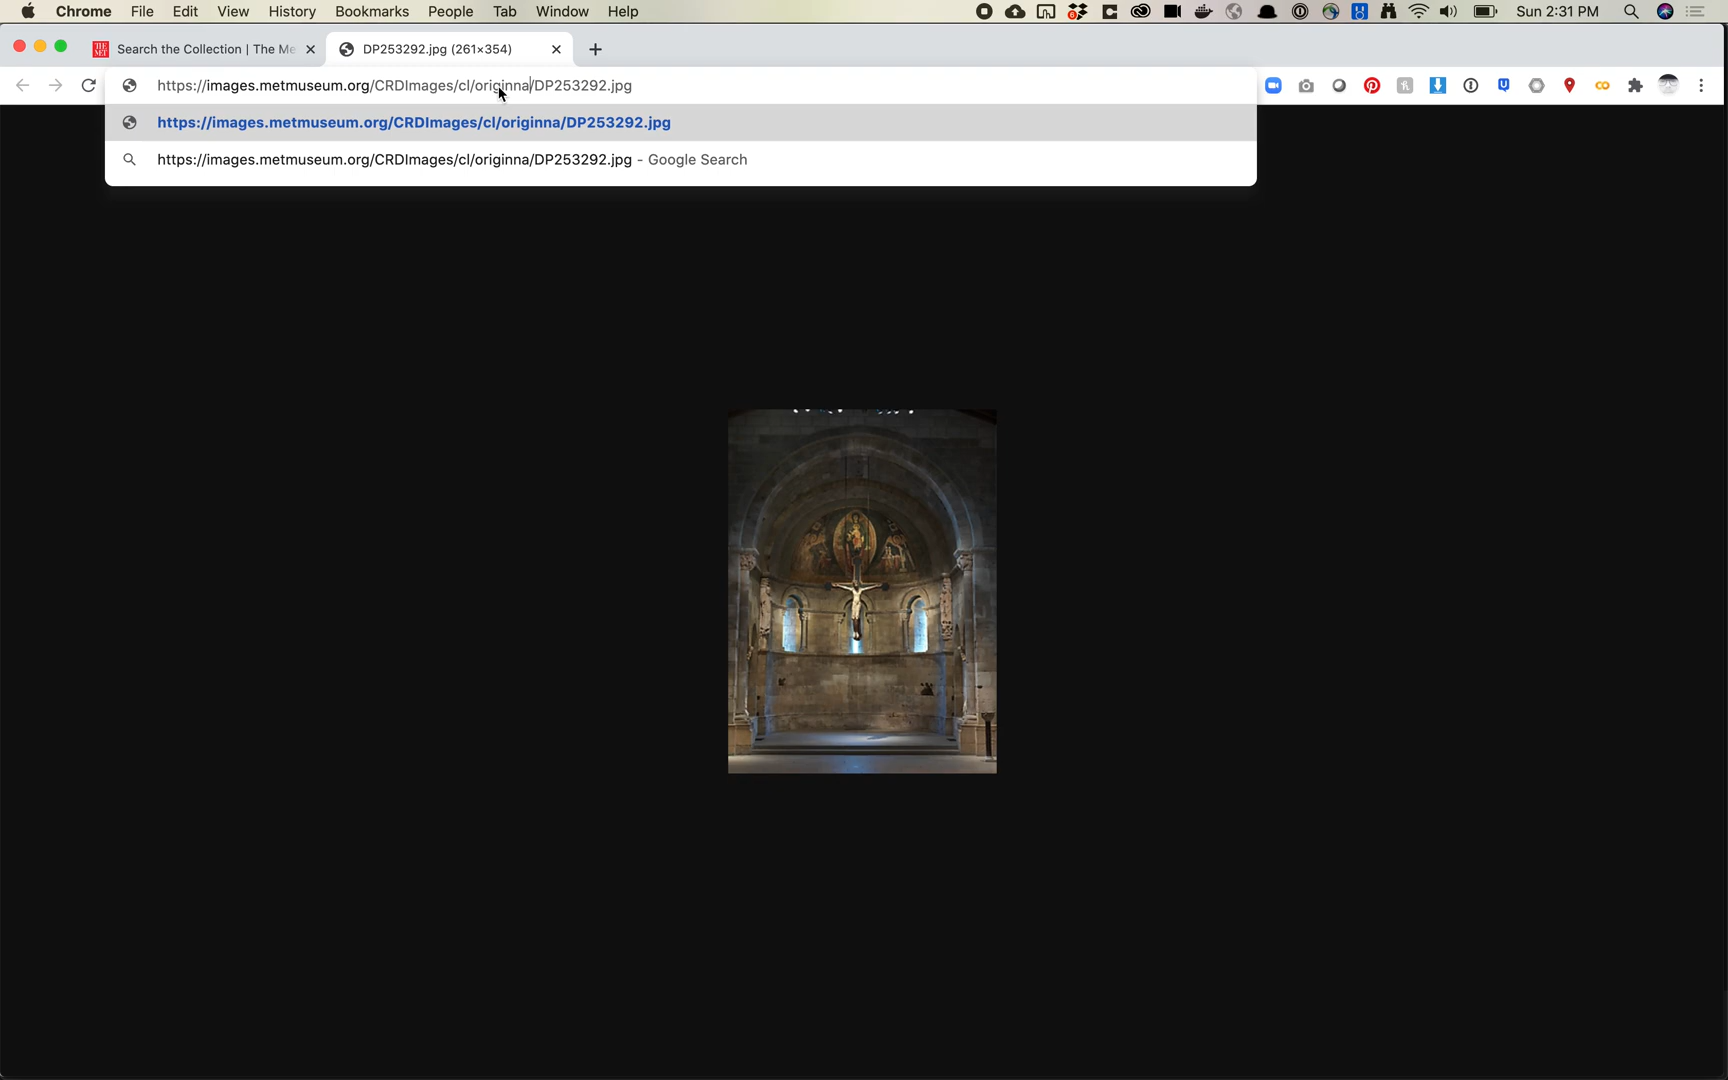 Chrome File Edit View History Bookmarks People Tab Window Help Sun 2:31 PM
THE MET Search the Collection | The Me DP253292.jpg (261×354)
https://images.metmuseum.org/CRDImages/cl/originna/DP253292.jpg
https://images.metmuseum.org/CRDImages/cl/originna/DP253292.jpg
https://images.metmuseum.org/CRDImages/cl/originna/DP253292.jpg - Google Search